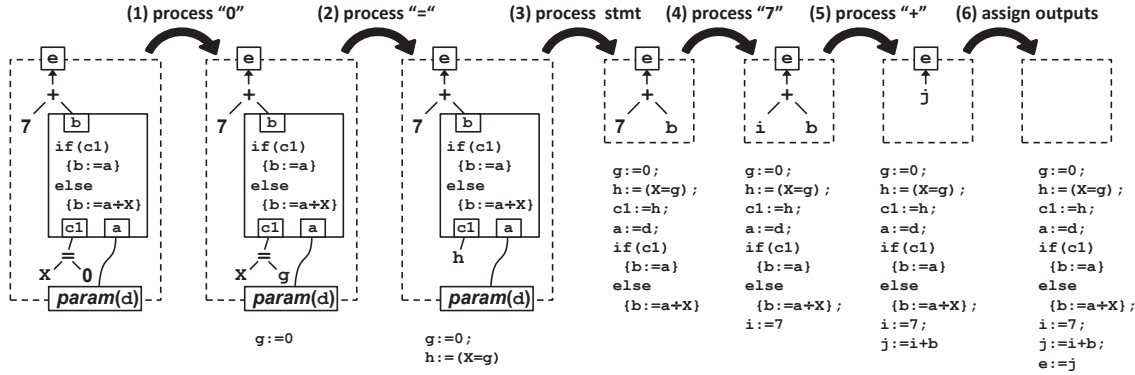 (1) process “0” (2) process “=” (3) process stmt (4) process “7” (5) process “+” (6) assign outputs
e
+
7
b
if(c1)
{b:=a}
else
{b:=a÷X}
c1 a
=
X 0
param(d)
e
+
7
b
if(c1)
{b:=a}
else
{b:=a÷X}
c1 a
=
X g
param(d)
g:=0
e
+
7
b
if(c1)
{b:=a}
else
{b:=a÷X}
c1 a
h
param(d)
g:=0;
h:=(X=g)
e
+
7 b
g:=0;
h:=(X=g);
c1:=h;
a:=d;
if(c1)
{b:=a}
else
{b:=a÷X}
e
+
i b
g:=0;
h:=(X=g);
c1:=h;
a:=d;
if(c1)
{b:=a}
else
{b:=a÷X};
i:=7
e
j
g:=0;
h:=(X=g);
c1:=h;
a:=d;
if(c1)
{b:=a}
else
{b:=a÷X};
i:=7;
j:=i+b
g:=0;
h:=(X=g);
c1:=h;
a:=d;
if(c1)
{b:=a}
else
{b:=a÷X};
i:=7;
j:=i+b;
e:=j